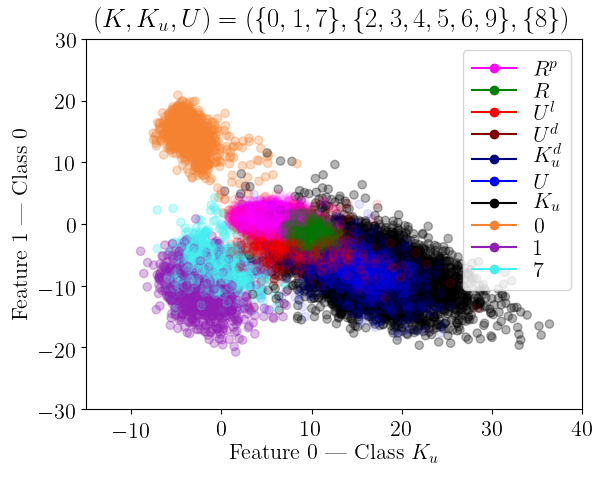 (K, K_u, U) = ({0, 1, 7}, {2, 3, 4, 5, 6, 9}, {8})
30
20
10
0
−10
−20
−30
Feature 1 — Class 0
R^p
R
U^l
U^d
K_u^d
U
K_u
0
1
7
−10
0
10
20
30
40
Feature 0 — Class K_u